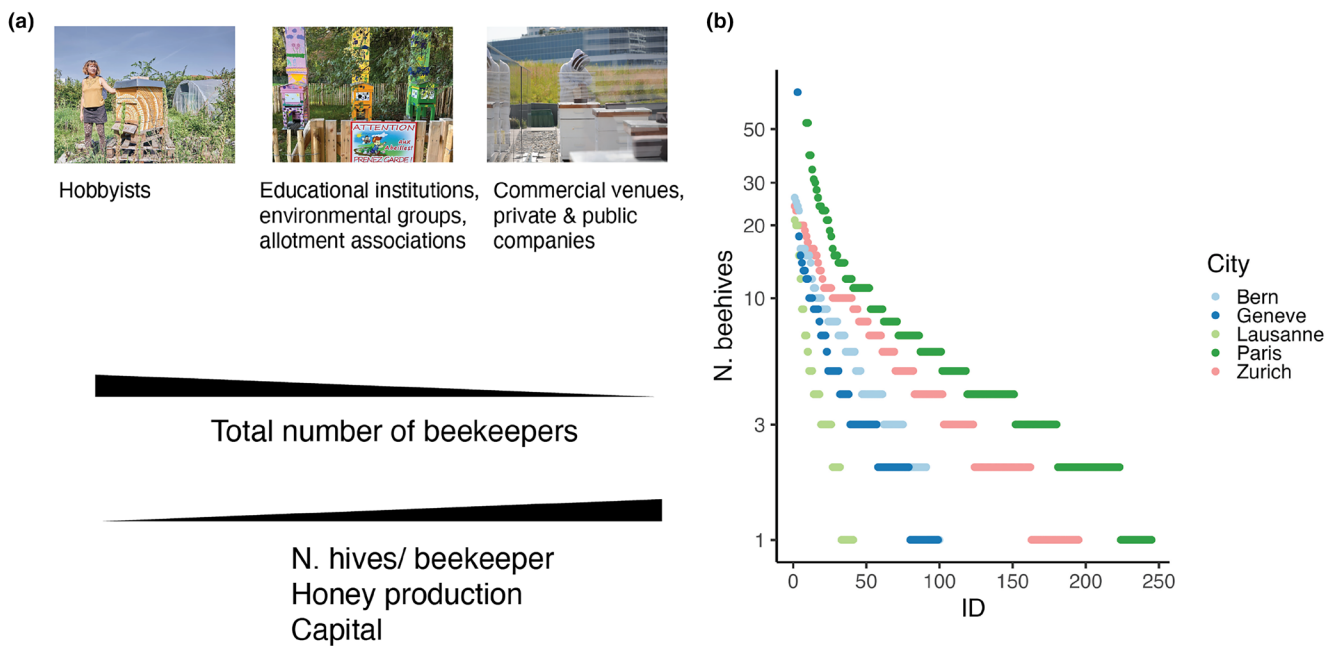 (a)
ATTENTION
aux
Abeilles!
PRENEZ GARDE!
Hobbyists
Educational institutions,
environmental groups,
allotment associations
Commercial venues,
private & public
companies
Total number of beekeepers
N. hives/ beekeeper
Honey production
Capital
(b)
N. beehives
50
30
20
10
3
1
0
50
100
150
200
250
ID
City
Bern
Geneve
Lausanne
Paris
Zurich